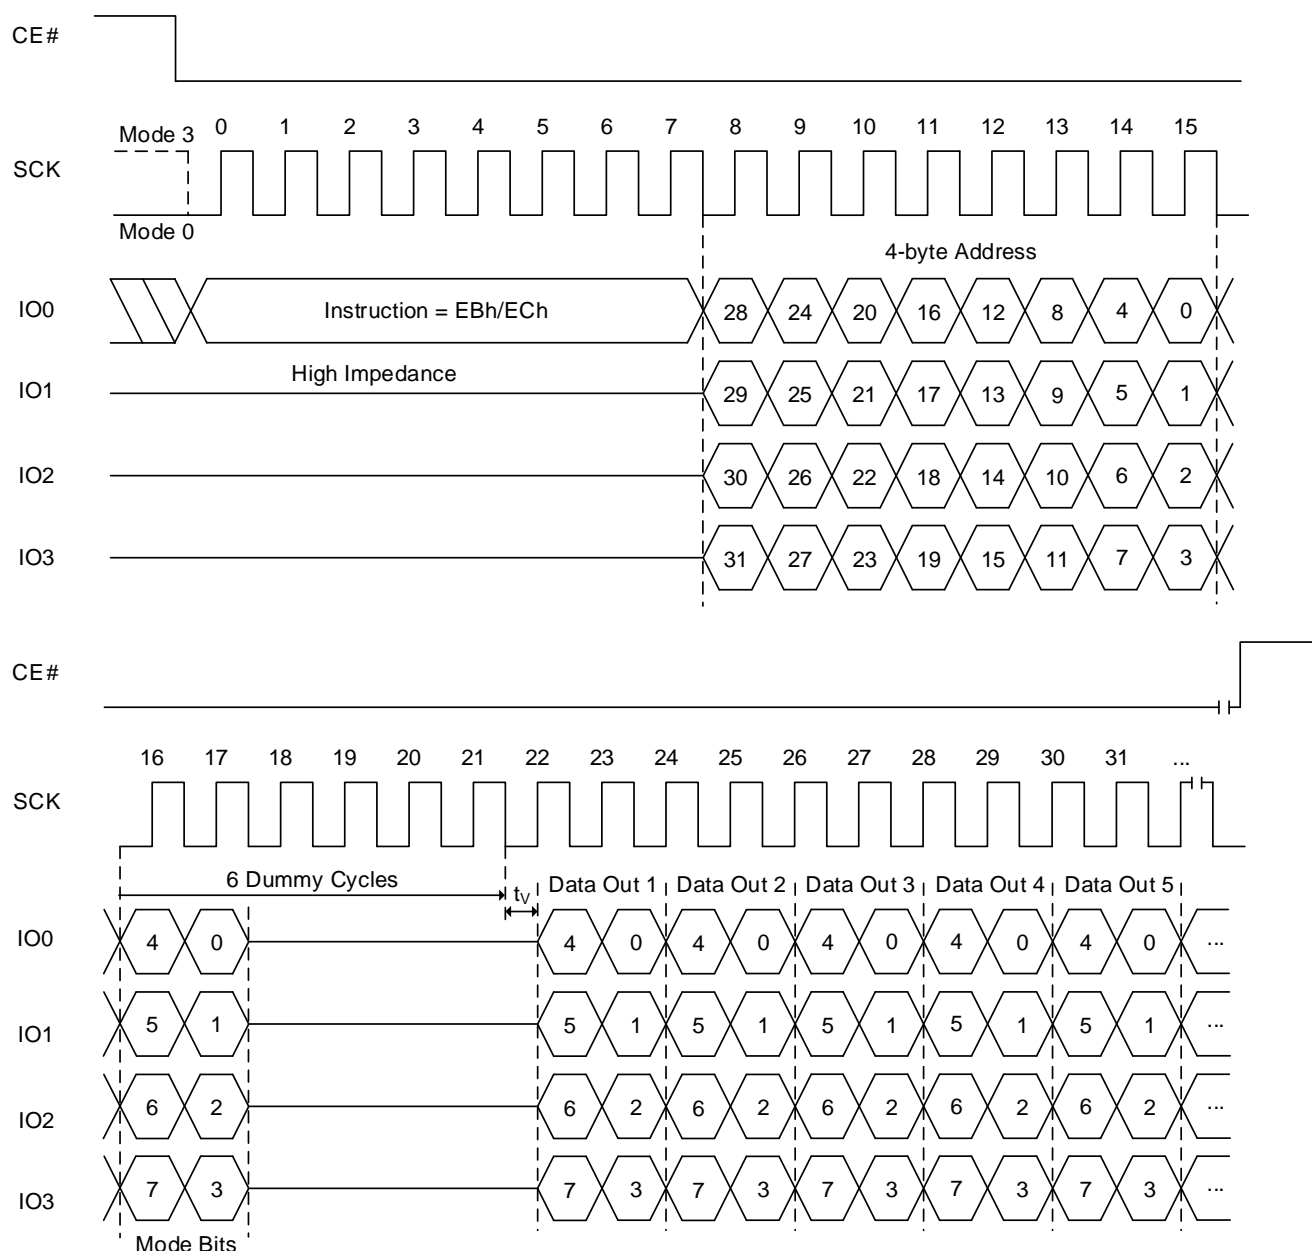 CE#
Mode 3 0 1 2 3 4 5 6 7 8 9 10 11 12 13 14 15
SCK
Mode 0
4-byte Address
IO0 Instruction = EBh/ECh 28 24 20 16 12 8 4 0
High Impedance
IO1 29 25 21 17 13 9 5 1
IO2 30 26 22 18 14 10 6 2
IO3 31 27 23 19 15 11 7 3
CE#
16 17 18 19 20 21 22 23 24 25 26 27 28 29 30 31 ...
SCK
6 Dummy Cycles tV Data Out 1 Data Out 2 Data Out 3 Data Out 4 Data Out 5
IO0 4 0 4 0 4 0 4 0 4 0 4 0 ...
IO1 5 1 5 1 5 1 5 1 5 1 5 1 ...
IO2 6 2 6 2 6 2 6 2 6 2 6 2 ...
IO3 7 3 7 3 7 3 7 3 7 3 7 3 ...
Mode Bits